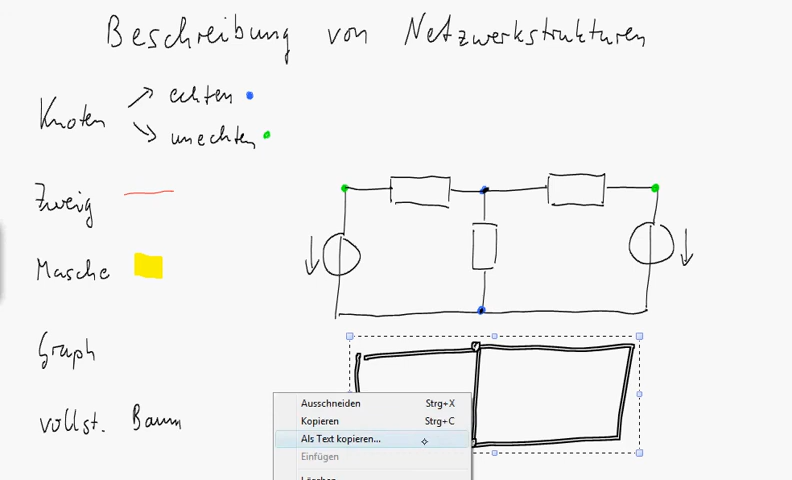 Beschreibung von Netzwerkstrukturen
Knoten
echten
unechten
Zweig
Masche
Graph
vollst. Baum
Ausschneiden Strg+X
Kopieren Strg+C
Als Text kopieren...
Einfügen
Löschen